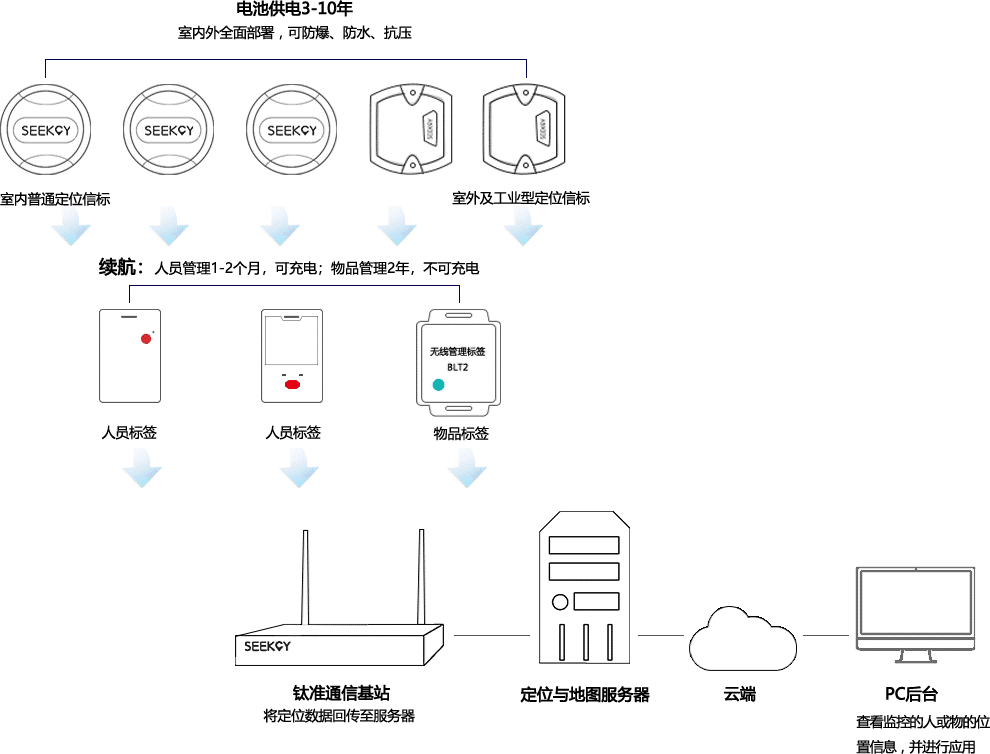 电池供电3-10年
室内外全面部署，可防爆、防水、抗压
SEEKCY SEEKCY SEEKCY SEEKCY SEEKCY
室内普通定位信标 室外及工业型定位信标
续航：人员管理1-2个月，可充电；物品管理2年，不可充电
无线管理标签
BLT2
人员标签 人员标签 物品标签
SEEKCY
钛准通信基站 定位与地图服务器 云端 PC后台
将定位数据回传至服务器
查看监控的人或物的位
置信息，并进行应用